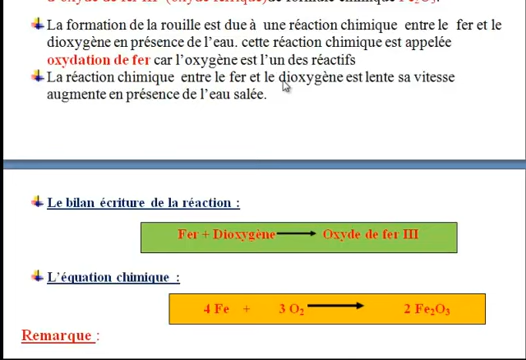 La formation de la rouille est due à une réaction chimique entre le fer et le
dioxygène en présence de l'eau. cette réaction chimique est appelée
oxydation de fer car l'oxygène est l'un des réactifs
La réaction chimique entre le fer et le dioxygène est lente sa vitesse
augmente en présence de l'eau salée.
Le bilan écriture de la réaction :
Fer + Dioxygène → Oxyde de fer III
L'équation chimique :
4 Fe + 3 O₂ → 2 Fe₂O₃
Remarque :